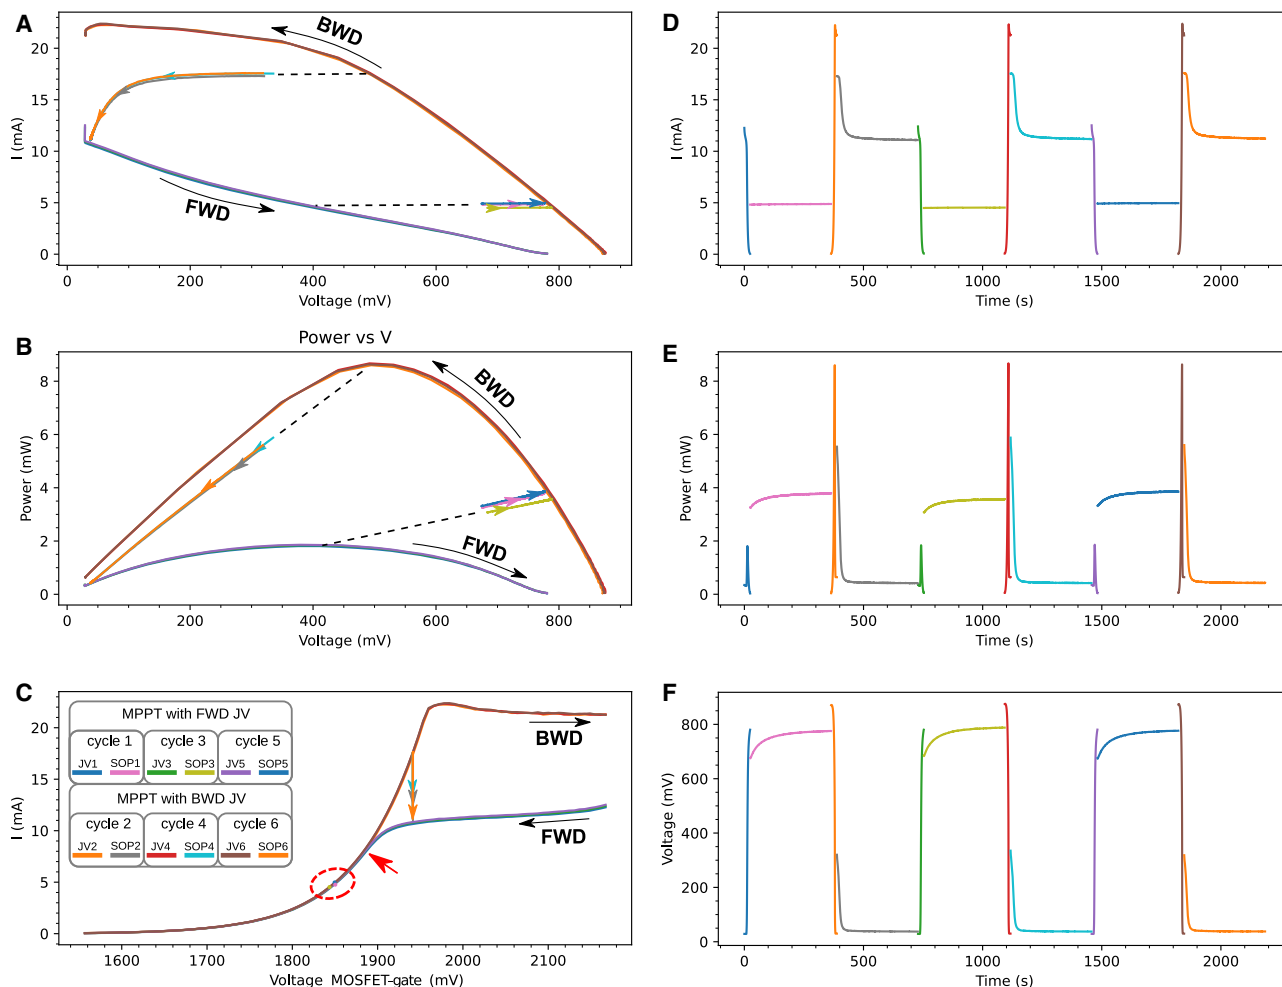 A
BWD
FWD
I (mA)
0
5
10
15
20
0
200
400
600
800
Voltage (mV)
B
Power vs V
BWD
FWD
Power (mW)
0
2
4
6
8
0
200
400
600
800
Voltage (mV)
C
MPPT with FWD JV
cycle 1 cycle 3 cycle 5
JV1 SOP1 JV3 SOP3 JV5 SOP5
MPPT with BWD JV
cycle 2 cycle 4 cycle 6
JV2 SOP2 JV4 SOP4 JV6 SOP6
BWD
FWD
I (mA)
0
5
10
15
20
1600
1700
1800
1900
2000
2100
Voltage MOSFET-gate (mV)
D
I (mA)
0
5
10
15
20
0
500
1000
1500
2000
Time (s)
E
Power (mW)
0
2
4
6
8
0
500
1000
1500
2000
Time (s)
F
Voltage (mV)
0
200
400
600
800
0
500
1000
1500
2000
Time (s)